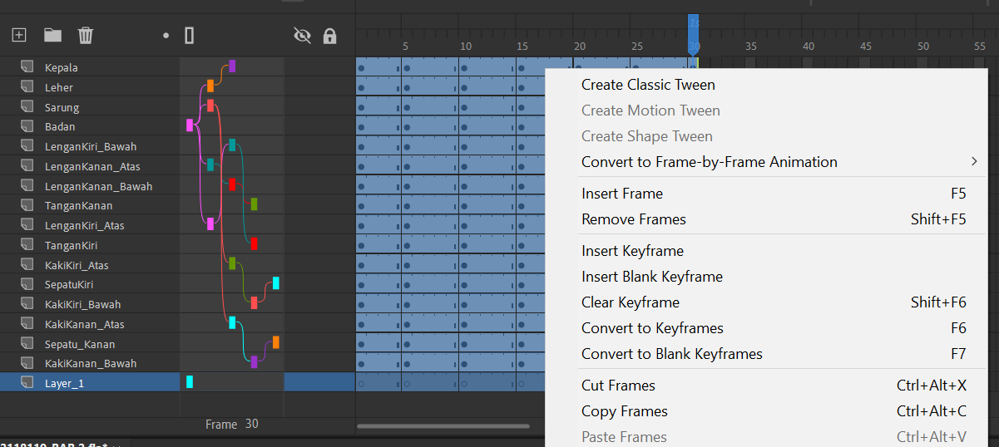 1s
5 10 15 20 25 30 35 40 45 50 55
Kepala
Leher
Sarung
Badan
LenganKiri_Bawah
LenganKanan_Atas
LenganKanan_Bawah
TanganKanan
LenganKiri_Atas
TanganKiri
KakiKiri_Atas
SepatuKiri
KakiKiri_Bawah
KakiKanan_Atas
Sepatu_Kanan
KakiKanan_Bawah
Layer_1
Frame 30
Create Classic Tween
Create Motion Tween
Create Shape Tween
Convert to Frame-by-Frame Animation
Insert Frame F5
Remove Frames Shift+F5
Insert Keyframe
Insert Blank Keyframe
Clear Keyframe Shift+F6
Convert to Keyframes F6
Convert to Blank Keyframes F7
Cut Frames Ctrl+Alt+X
Copy Frames Ctrl+Alt+C
Paste Frames Ctrl+Alt+V